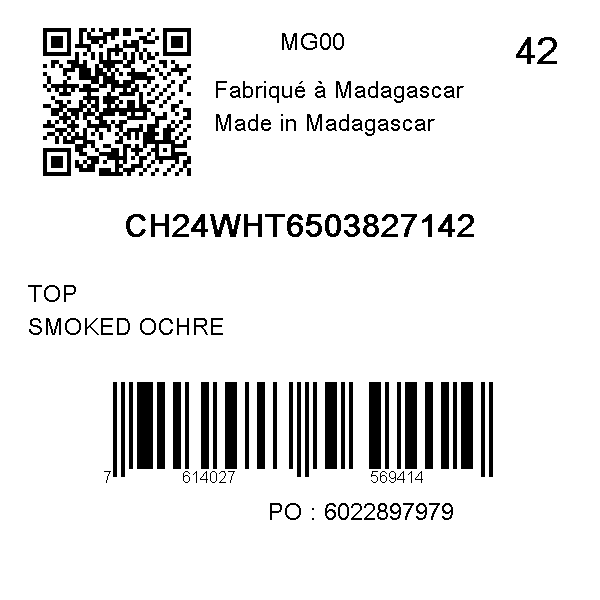 MG00
42
Fabriqué à Madagascar
Made in Madagascar
CH24WHT6503827142
TOP
SMOKED OCHRE
7 614027 569414
PO : 6022897979